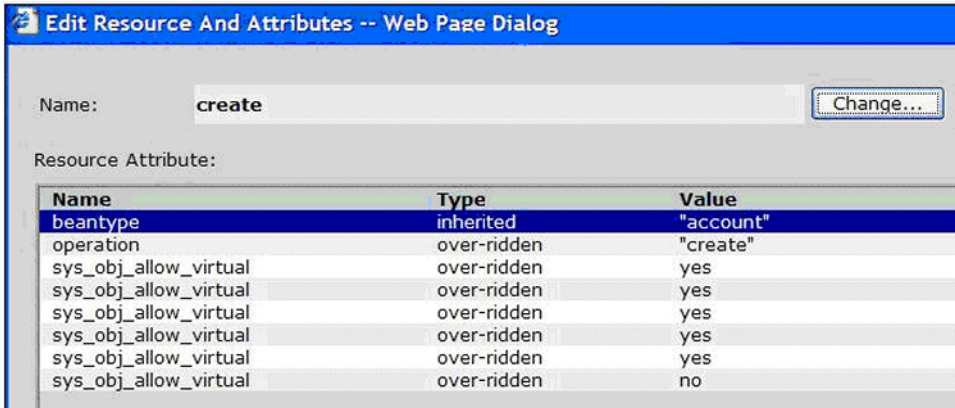 Edit Resource And Attributes -- Web Page Dialog
Name: create Change...
Resource Attribute:
Name Type Value
beantype inherited "account"
operation over-ridden "create"
sys_obj_allow_virtual over-ridden yes
sys_obj_allow_virtual over-ridden yes
sys_obj_allow_virtual over-ridden yes
sys_obj_allow_virtual over-ridden yes
sys_obj_allow_virtual over-ridden yes
sys_obj_allow_virtual over-ridden no